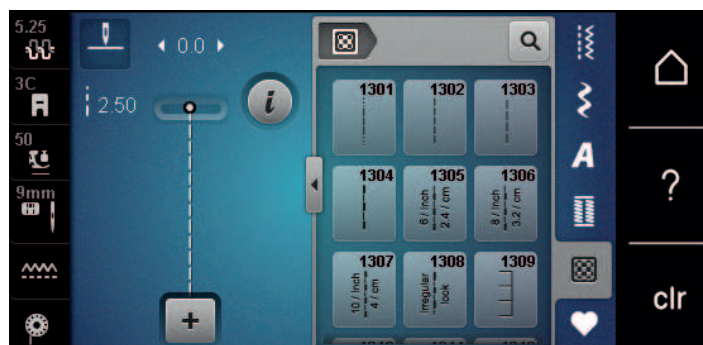 5.25
3C
50
9mm
0.0
2.50
i
+
1301
1302
1303
1304
1305
6 / Inch
2.4 / cm
1306
8 / Inch
3.2 / cm
1307
10 / Inch
4 / cm
1308
Irregular
look
1309
A
?
clr